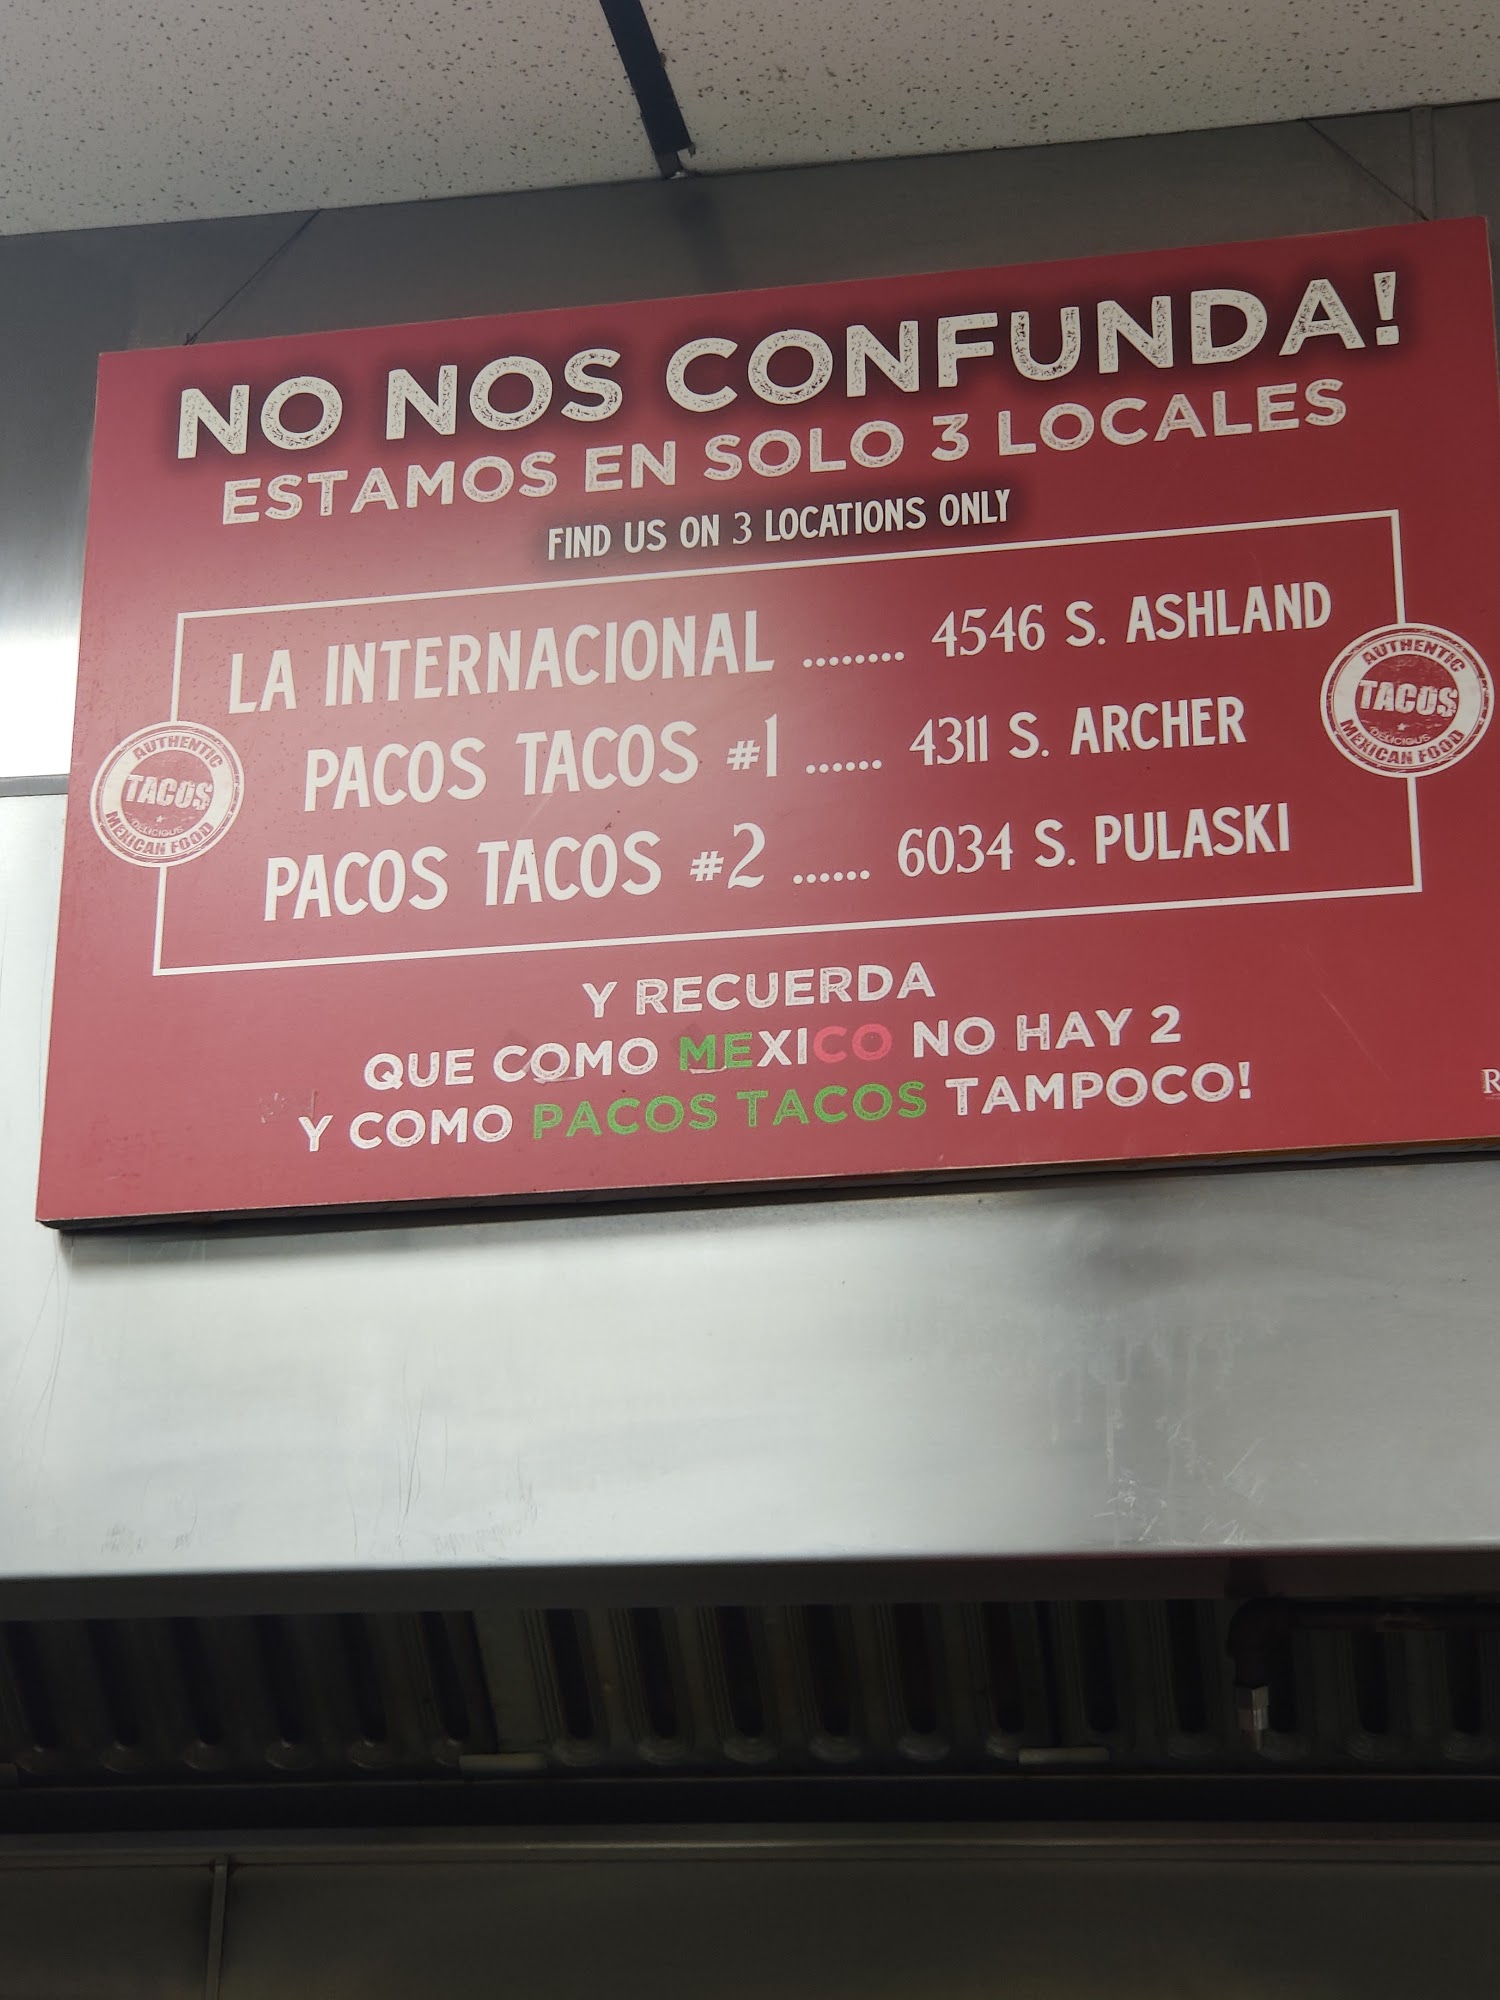 NO NOS CONFUNDA!
ESTAMOS EN SOLO 3 LOCALES
FIND US ON 3 LOCATIONS ONLY
LA INTERNACIONAL ........ 4546 S. ASHLAND
PACOS TACOS #1 ...... 4311 S. ARCHER
PACOS TACOS #2 ...... 6034 S. PULASKI
AUTHENTIC
TACOS
DELICIOUS
MEXICAN FOOD
AUTHENTIC
TACOS
DELICIOUS
MEXICAN FOOD
Y RECUERDA
QUE COMO MEXICO NO HAY 2
Y COMO PACOS TACOS TAMPOCO!
R